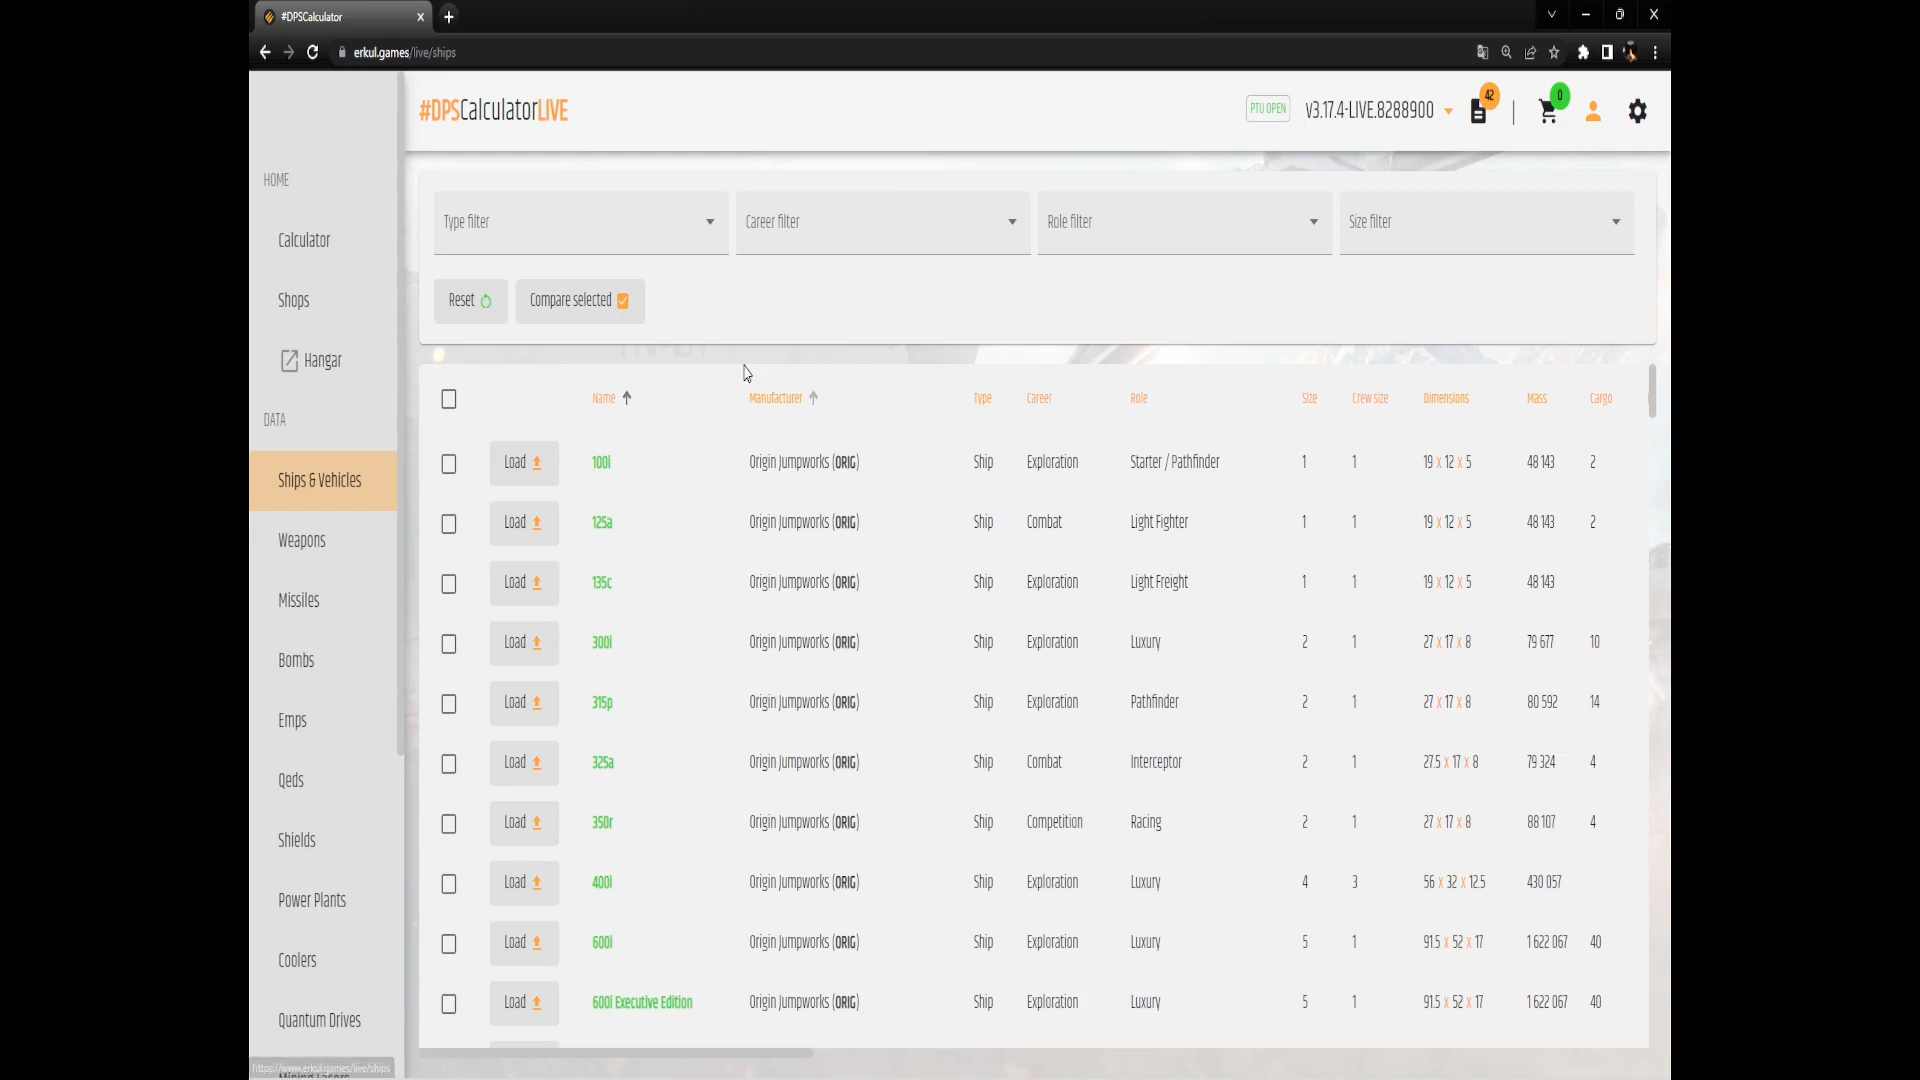 #DPSCalculator
erkul.games/live/ships
#DPSCalculatorLIVE
PTU OPEN
v3.17.4-LIVE.8288900
42
0
HOME
Calculator
Shops
Hangar
DATA
Ships & Vehicles
Weapons
Missiles
Bombs
Emps
Qeds
Shields
Power Plants
Coolers
Quantum Drives
Mining Lasers
https://www.erkul.games/live/ships
Type filter Career filter Role filter Size filter
Reset Compare selected
Name Manufacturer Type Career Role Size Crew size Dimensions Mass Cargo
Load 100i Origin Jumpworks (ORIG) Ship Exploration Starter / Pathfinder 1 1 19 x 12 x 5 48 143 2
Load 125a Origin Jumpworks (ORIG) Ship Combat Light Fighter 1 1 19 x 12 x 5 48 143 2
Load 135c Origin Jumpworks (ORIG) Ship Exploration Light Freight 1 1 19 x 12 x 5 48 143
Load 300i Origin Jumpworks (ORIG) Ship Exploration Luxury 2 1 27 x 17 x 8 79 677 10
Load 315p Origin Jumpworks (ORIG) Ship Exploration Pathfinder 2 1 27 x 17 x 8 80 592 14
Load 325a Origin Jumpworks (ORIG) Ship Combat Interceptor 2 1 27.5 x 17 x 8 79 324 4
Load 350r Origin Jumpworks (ORIG) Ship Competition Racing 2 1 27 x 17 x 8 88 107 4
Load 400i Origin Jumpworks (ORIG) Ship Exploration Luxury 4 3 56 x 32 x 12.5 430 057
Load 600i Origin Jumpworks (ORIG) Ship Exploration Luxury 5 1 91.5 x 52 x 17 1 622 067 40
Load 600i Executive Edition Origin Jumpworks (ORIG) Ship Exploration Luxury 5 1 91.5 x 52 x 17 1 622 067 40